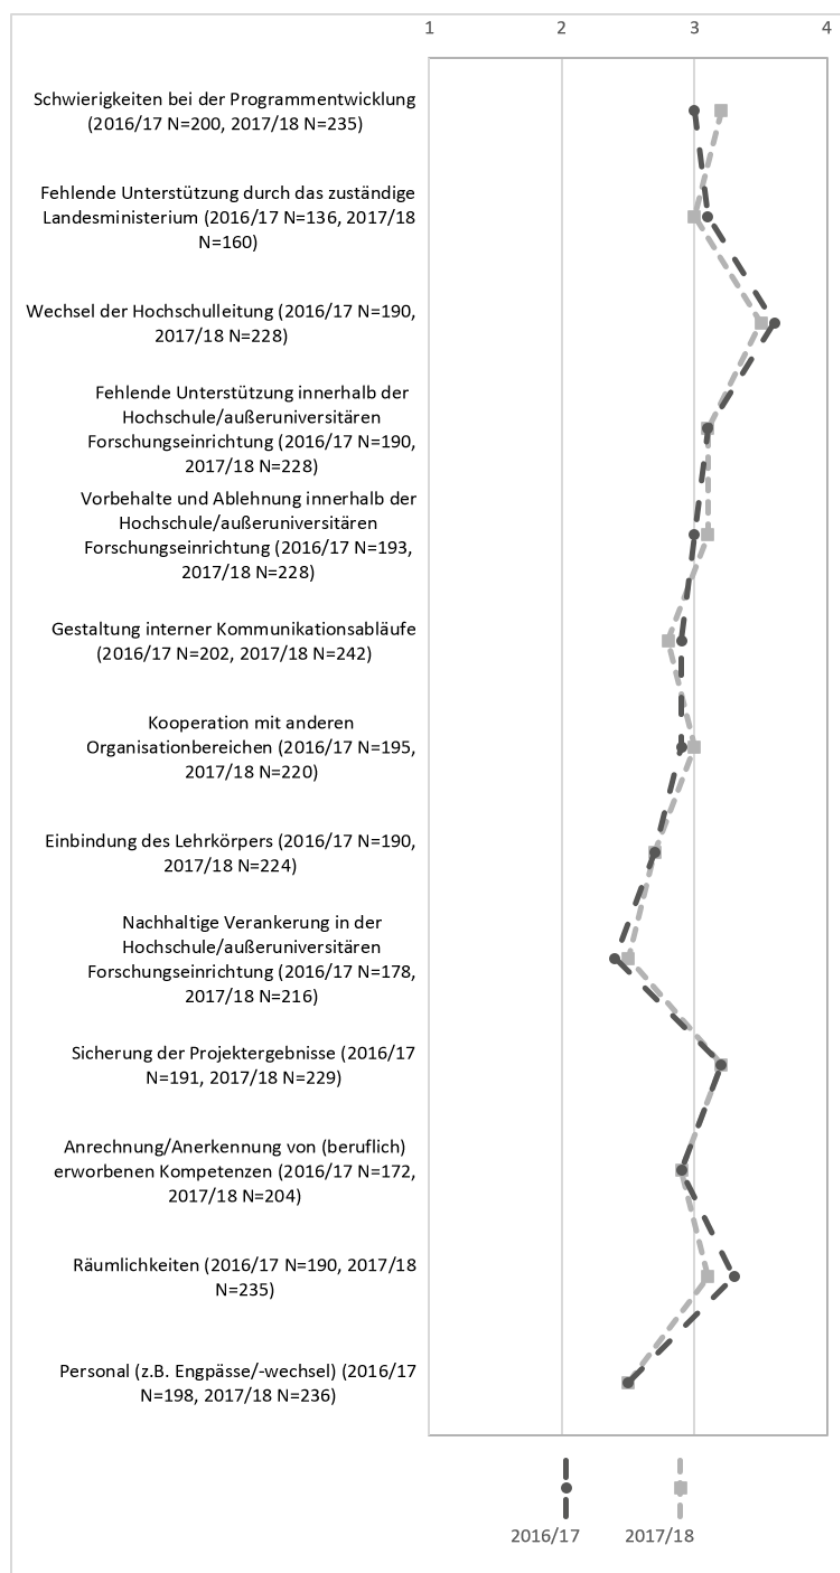 1 2 3 4
Schwierigkeiten bei der Programmentwicklung
(2016/17 N=200, 2017/18 N=235)
Fehlende Unterstützung durch das zuständige
Landesministerium (2016/17 N=136, 2017/18
N=160)
Wechsel der Hochschulleitung (2016/17 N=190,
2017/18 N=228)
Fehlende Unterstützung innerhalb der
Hochschule/außeruniversitären
Forschungseinrichtung (2016/17 N=190,
2017/18 N=228)
Vorbehalte und Ablehnung innerhalb der
Hochschule/außeruniversitären
Forschungseinrichtung (2016/17 N=193,
2017/18 N=228)
Gestaltung interner Kommunikationsabläufe
(2016/17 N=202, 2017/18 N=242)
Kooperation mit anderen
Organisationbereichen (2016/17 N=195,
2017/18 N=220)
Einbindung des Lehrkörpers (2016/17 N=190,
2017/18 N=224)
Nachhaltige Verankerung in der
Hochschule/außeruniversitären
Forschungseinrichtung (2016/17 N=178,
2017/18 N=216)
Sicherung der Projektergebnisse (2016/17
N=191, 2017/18 N=229)
Anrechnung/Anerkennung von (beruflich)
erworbenen Kompetenzen (2016/17 N=172,
2017/18 N=204)
Räumlichkeiten (2016/17 N=190, 2017/18
N=235)
Personal (z.B. Engpässe/-wechsel) (2016/17
N=198, 2017/18 N=236)
2016/17 2017/18